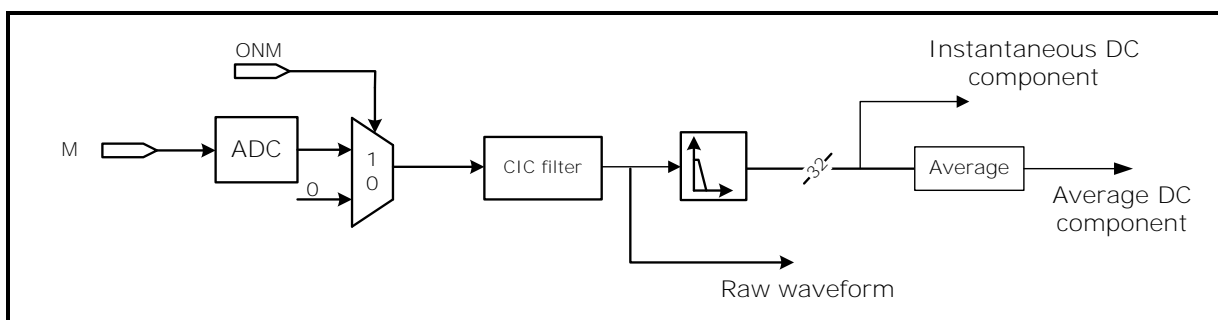 ONM
Instantaneous DC
component
M
ADC
1
0
0
CIC filter
32
Average
Average DC
component
Raw waveform